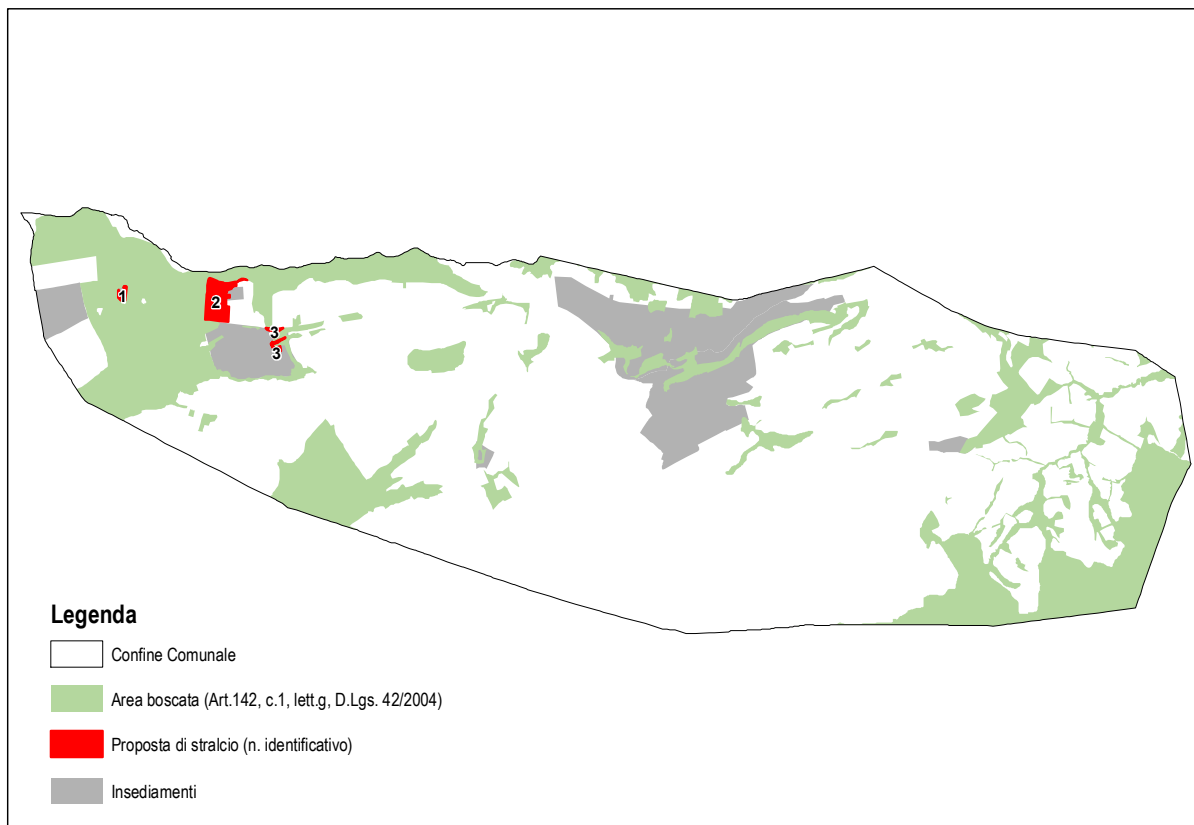 1
2
3
3
Legenda
Confine Comunale
Area boscata (Art.142, c.1, lett.g, D.Lgs. 42/2004)
Proposta di stralcio (n. identificativo)
Insediamenti